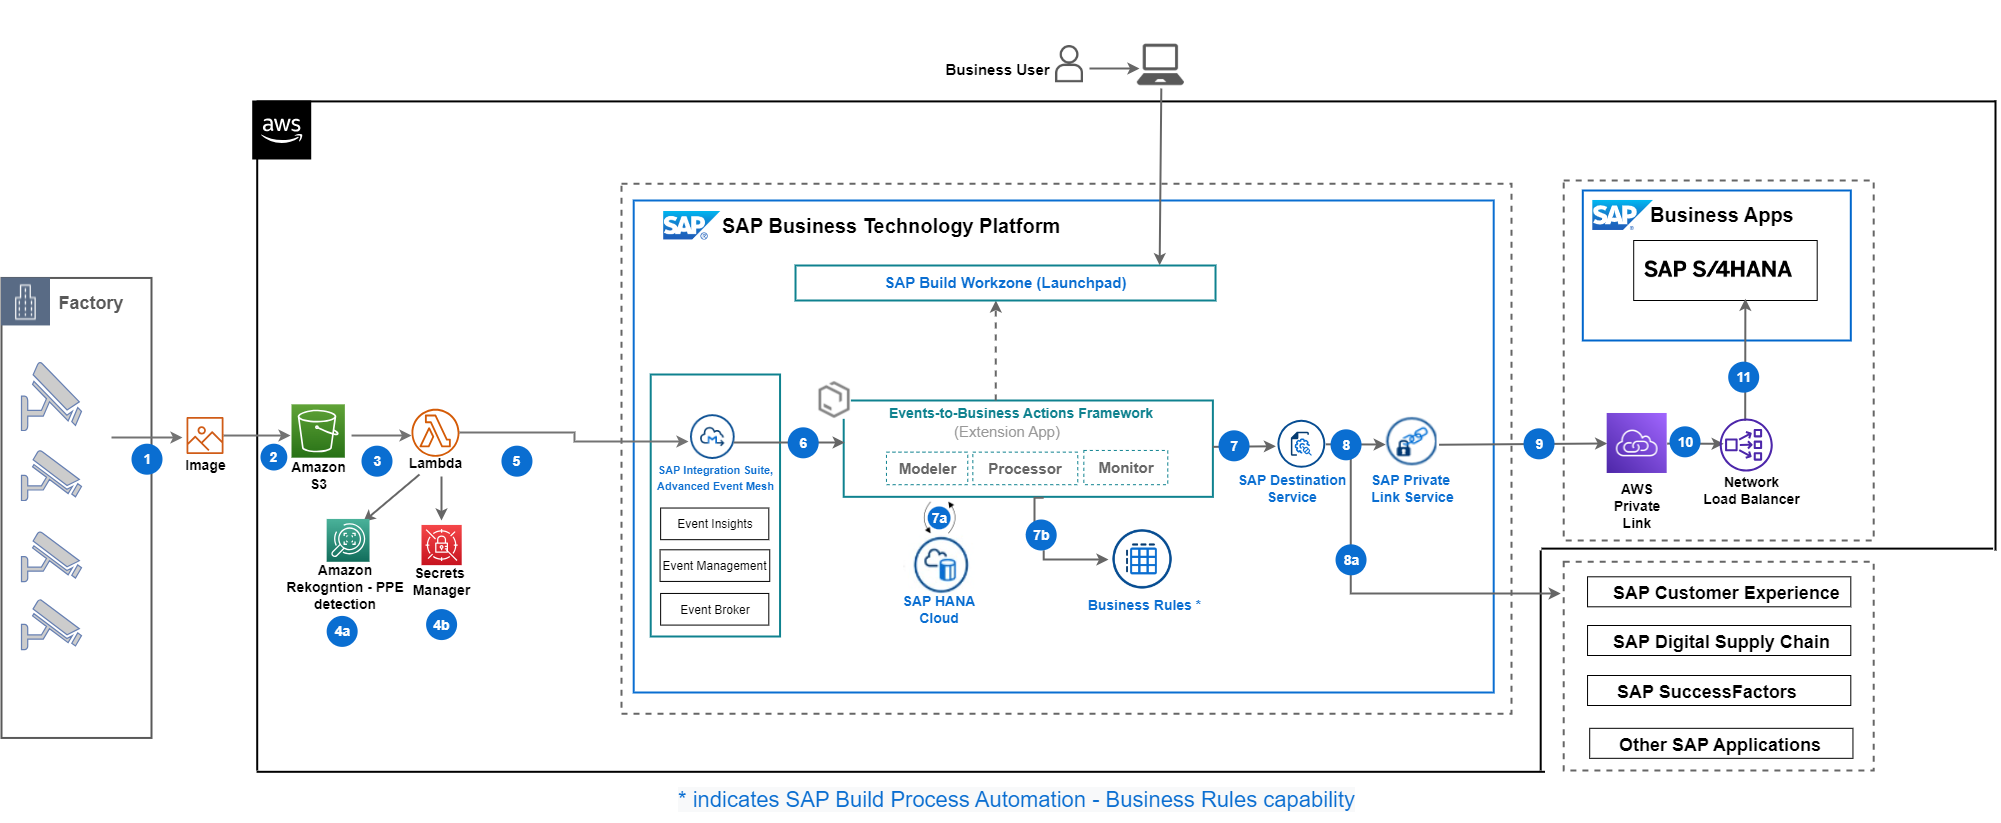 Business User
aws
SAP
®
SAP Business Technology Platform
SAP Build Workzone (Launchpad)
SAP
®
Business Apps
SAP S/4HANA
Factory
1
Image
2
Amazon
S3
3
Lambda
5
Amazon
Rekogntion - PPE
detection
4a
Secrets
Manager
4b
SAP Integration Suite,
Advanced Event Mesh
Event Insights
Event Management
Event Broker
6
Events-to-Business Actions Framework
(Extension App)
Modeler
Processor
Monitor
7a
SAP HANA
Cloud
7b
Business Rules *
7
SAP Destination
Service
8
SAP Private
Link Service
8a
9
AWS
Private
Link
10
Network
Load Balancer
11
SAP Customer Experience
SAP Digital Supply Chain
SAP SuccessFactors
Other SAP Applications
* indicates SAP Build Process Automation - Business Rules capability